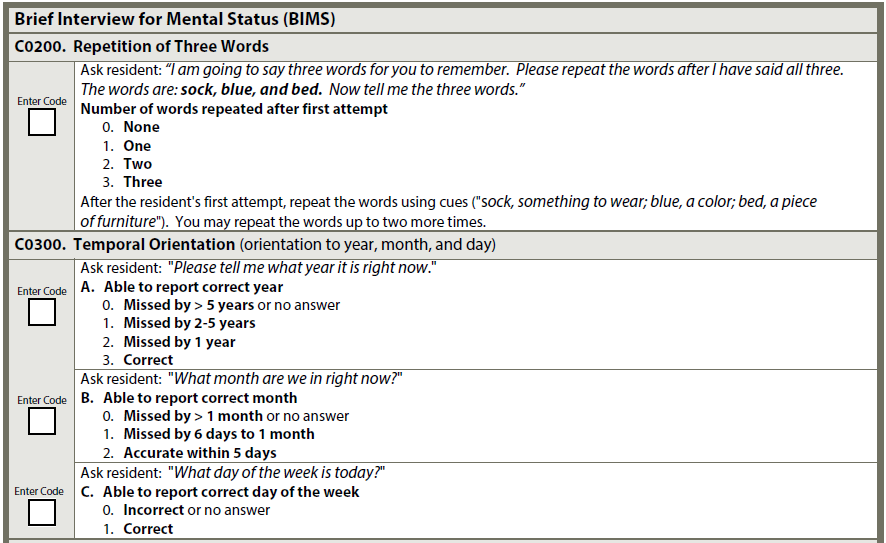 Brief Interview for Mental Status (BIMS)
C0200. Repetition of Three Words
Ask resident: “I am going to say three words for you to remember. Please repeat the words after I have said all three.
The words are: sock, blue, and bed. Now tell me the three words.”
Enter Code
Number of words repeated after first attempt
0. None
1. One
2. Two
3. Three
After the resident's first attempt, repeat the words using cues ("sock, something to wear; blue, a color; bed, a piece
of furniture"). You may repeat the words up to two more times.
C0300. Temporal Orientation (orientation to year, month, and day)
Ask resident: "Please tell me what year it is right now."
Enter Code
A. Able to report correct year
0. Missed by > 5 years or no answer
1. Missed by 2-5 years
2. Missed by 1 year
3. Correct
Ask resident: "What month are we in right now?"
Enter Code
B. Able to report correct month
0. Missed by > 1 month or no answer
1. Missed by 6 days to 1 month
2. Accurate within 5 days
Ask resident: "What day of the week is today?"
Enter Code
C. Able to report correct day of the week
0. Incorrect or no answer
1. Correct